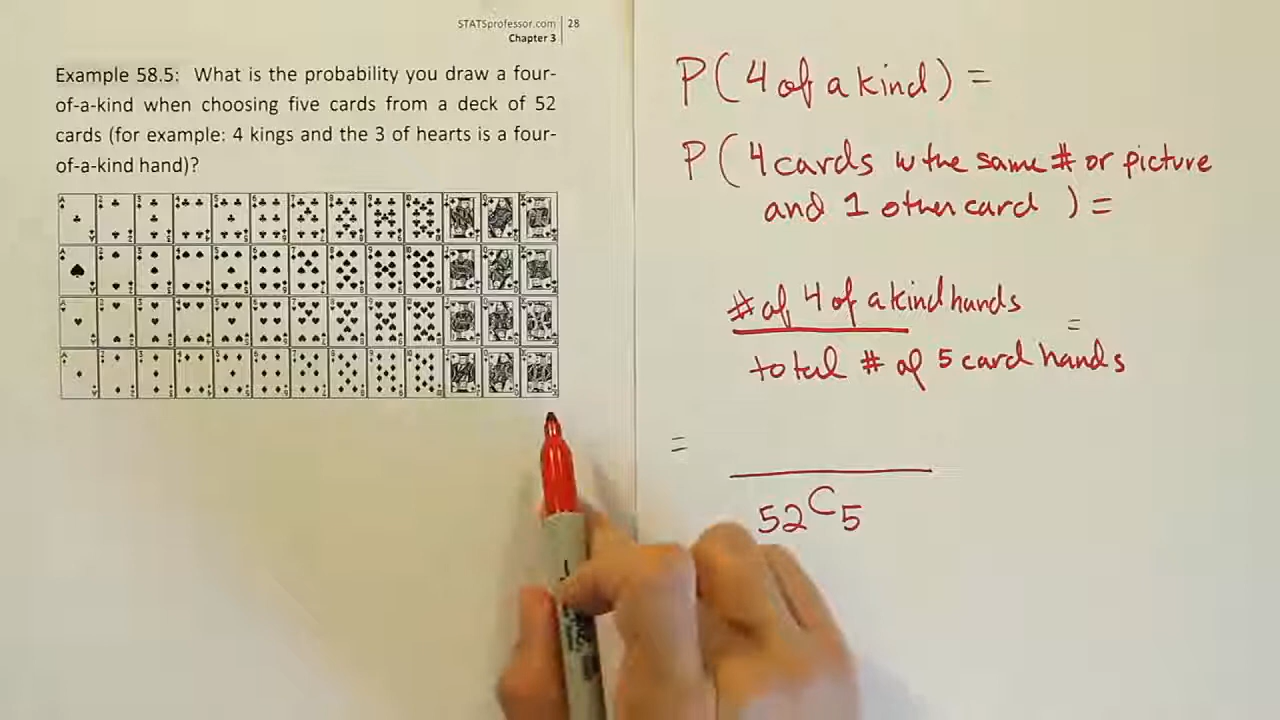 STATSprofessor.com 28
Chapter 3
Example 58.5: What is the probability you draw a four-
of-a-kind when choosing five cards from a deck of 52
cards (for example: 4 kings and the 3 of hearts is a four-
of-a-kind hand)?
P(4 of a kind) =
P(4 cards w the same # or picture
and 1 other card) =
# of 4 of a kind hands
=
total # of 5 card hands
=
52C5